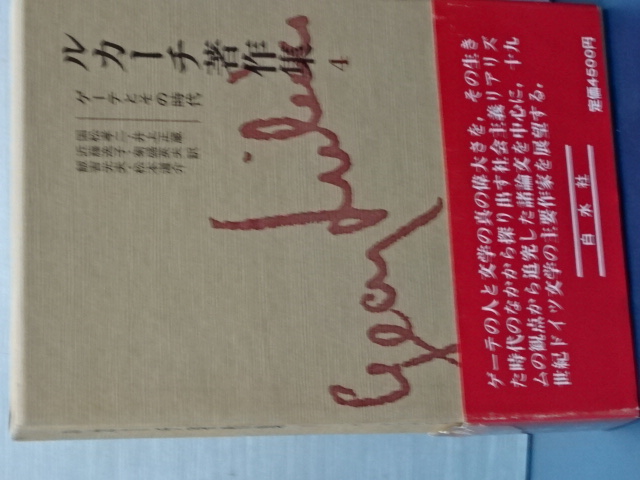 ルカーチ著作集 4
ゲーテとその時代
Georg Lukács
ゲーテの人と文学の真の偉大さを，その生き
た時代のなかから探り出す社会主義リアリズ
ムの観点から追究した諸論文を中心に，十九
世紀ドイツ文学の主要作家を展望する．
白水社
定価4500円